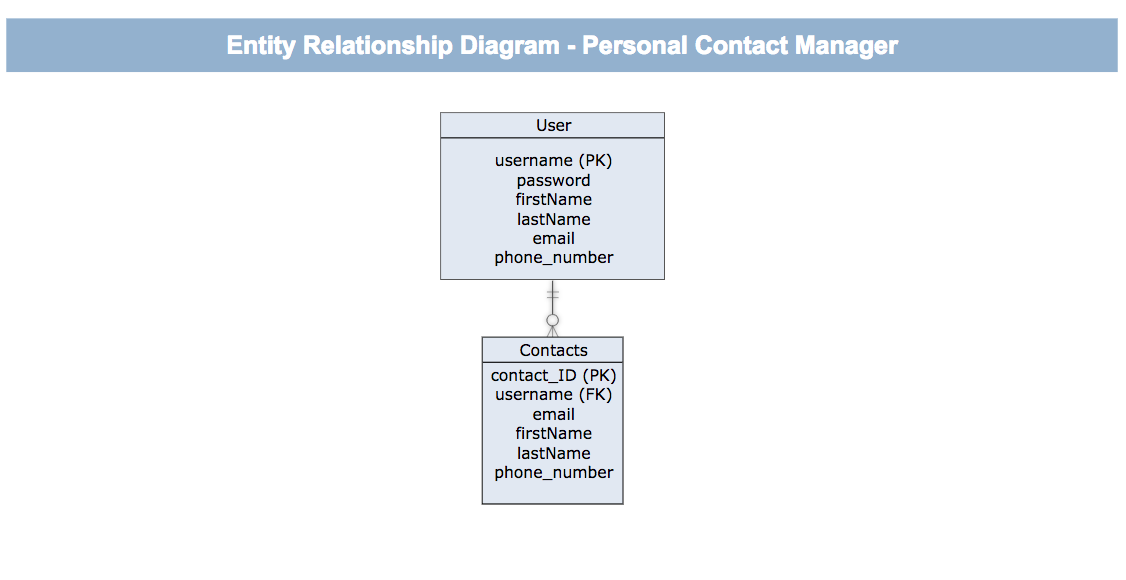 Entity Relationship Diagram - Personal Contact Manager
User
username (PK)
password
firstName
lastName
email
phone_number
Contacts
contact_ID (PK)
username (FK)
email
firstName
lastName
phone_number